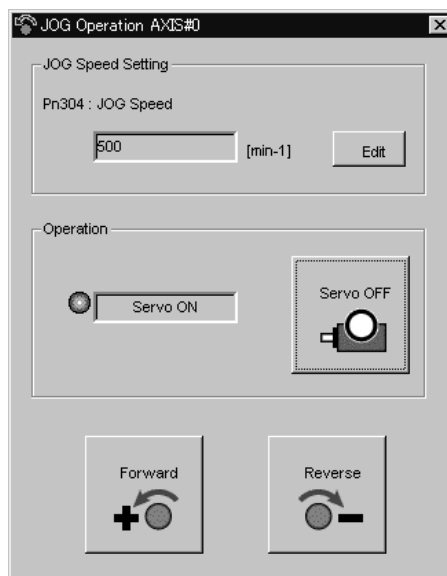 JOG Operation AXIS#0
JOG Speed Setting
Pn304 : JOG Speed
500 [min-1] Edit
Operation
Servo ON
Servo OFF
Forward
Reverse